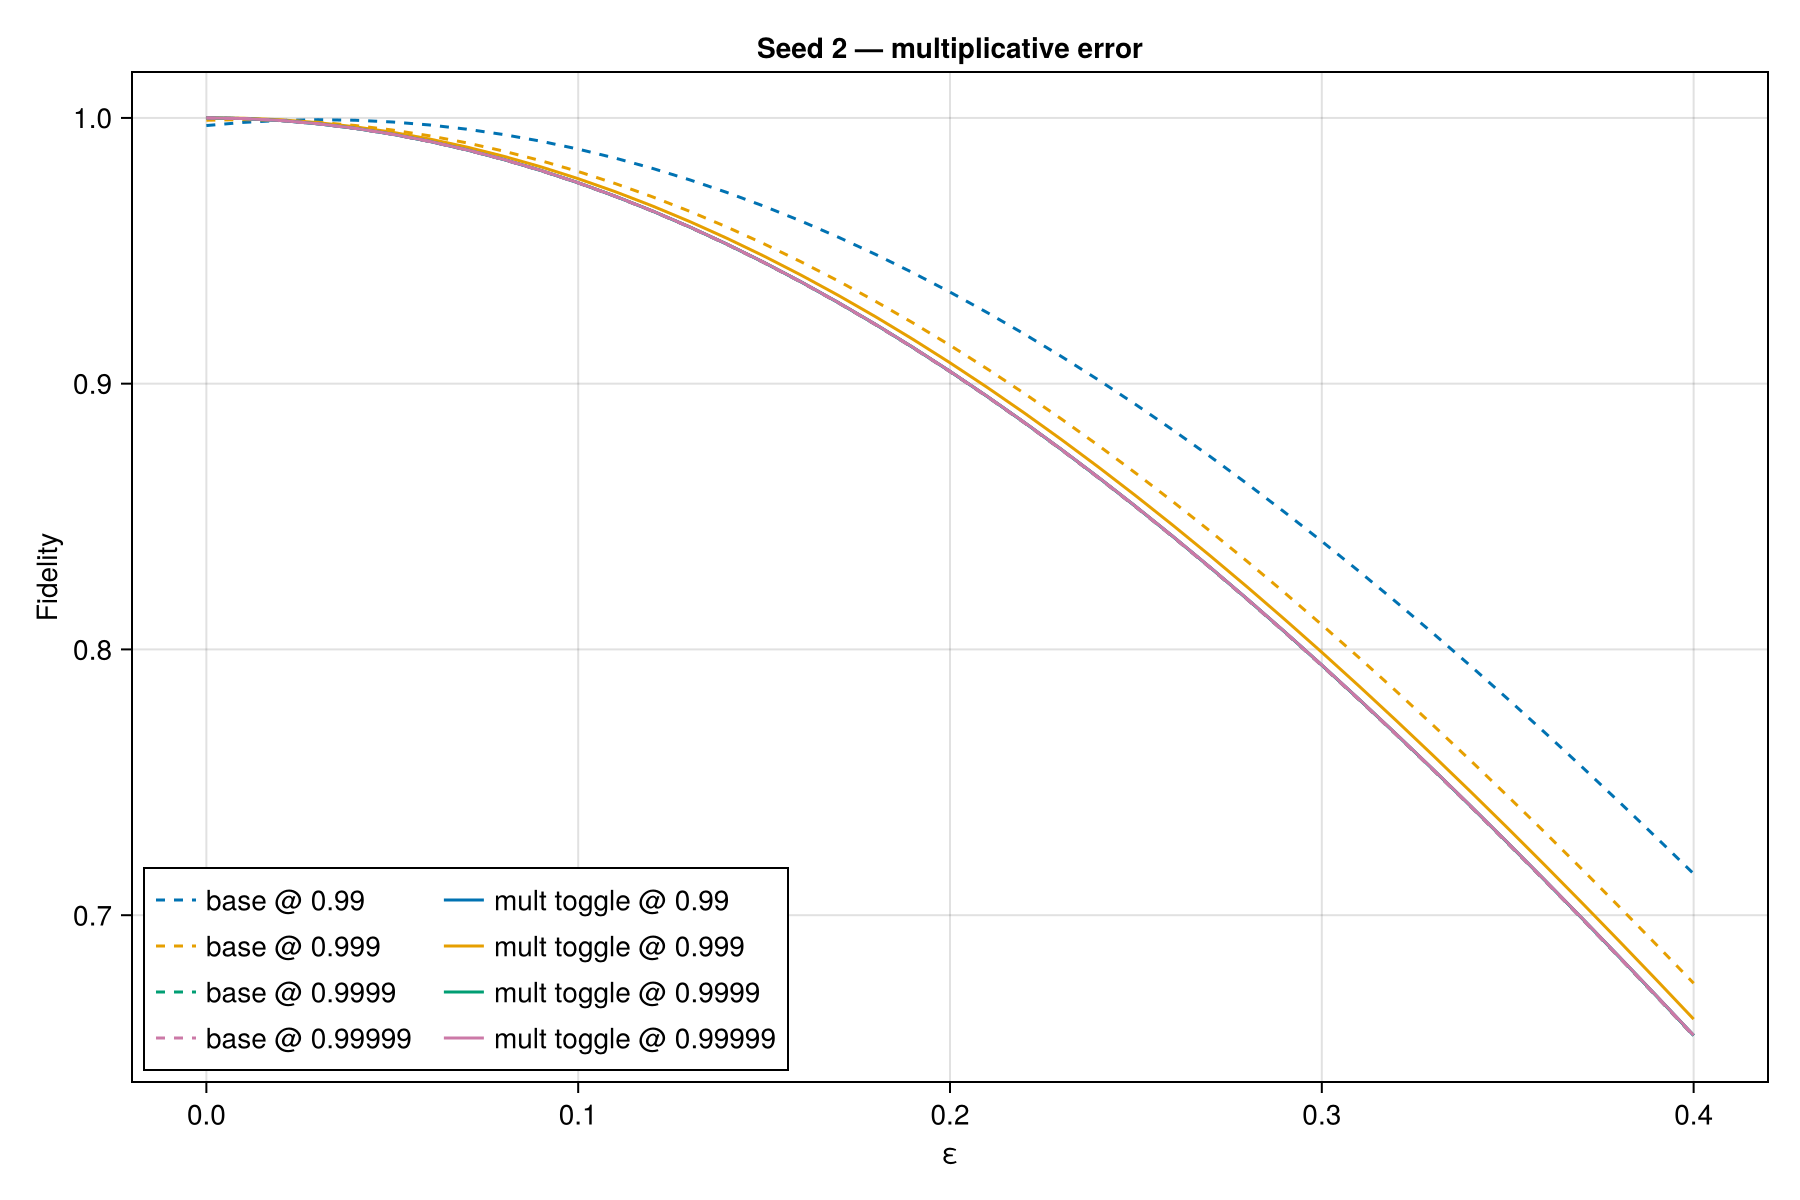 Seed 2 — multiplicative error
Fidelity
1.0
0.9
0.8
0.7
base @ 0.99
mult toggle @ 0.99
base @ 0.999
mult toggle @ 0.999
base @ 0.9999
mult toggle @ 0.9999
base @ 0.99999
mult toggle @ 0.99999
0.0
0.1
0.2
0.3
0.4
ε